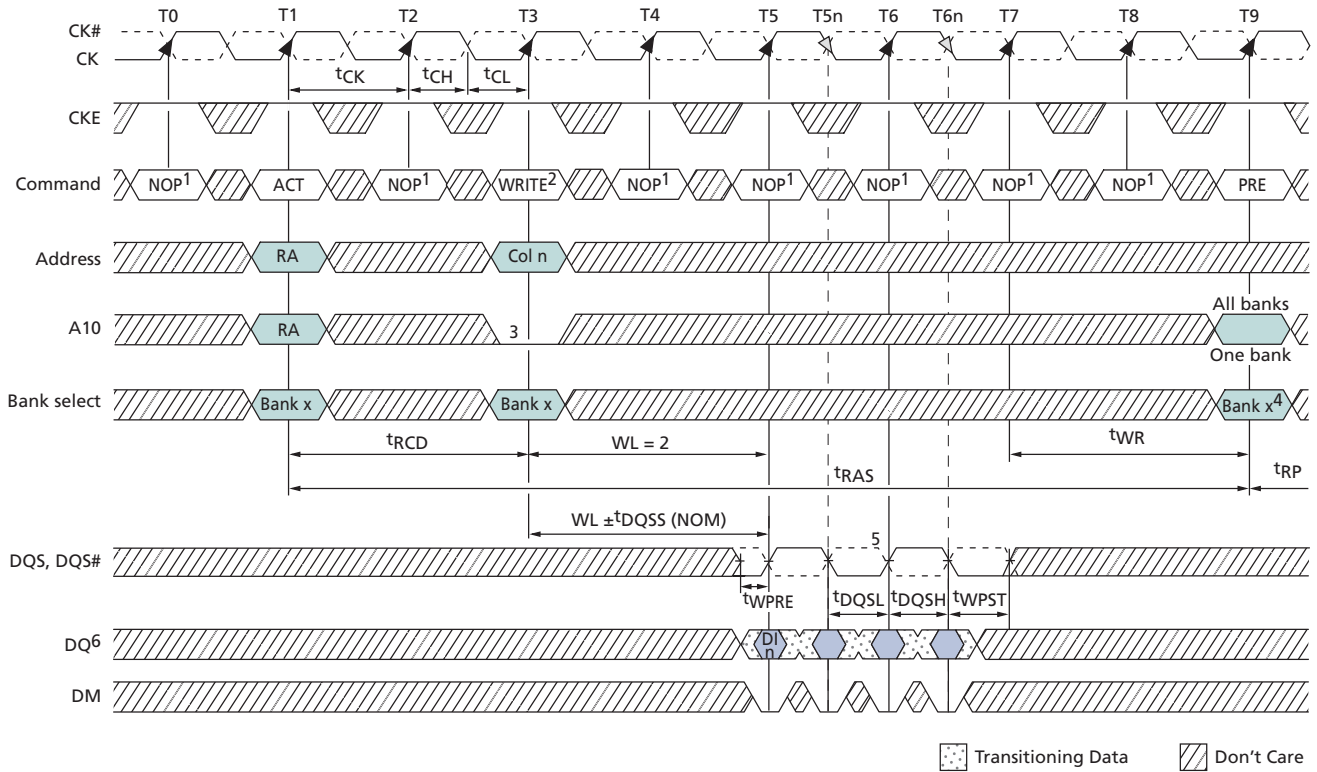 T0 T1 T2 T3 T4 T5 T5n T6 T6n T7 T8 T9
CK#
CK
tCK tCH tCL
CKE
Command NOP1 ACT NOP1 WRITE2 NOP1 NOP1 NOP1 NOP1 NOP1 PRE
Address RA Col n
All banks
A10 RA 3
One bank
Bank select Bank x Bank x Bank x4
tRCD WL = 2 tWR
tRAS tRP
WL ±tDQSS (NOM)
5
DQS, DQS#
tWPRE tDQSL tDQSH tWPST
DQ6 DI
n
DM
Transitioning Data Don't Care